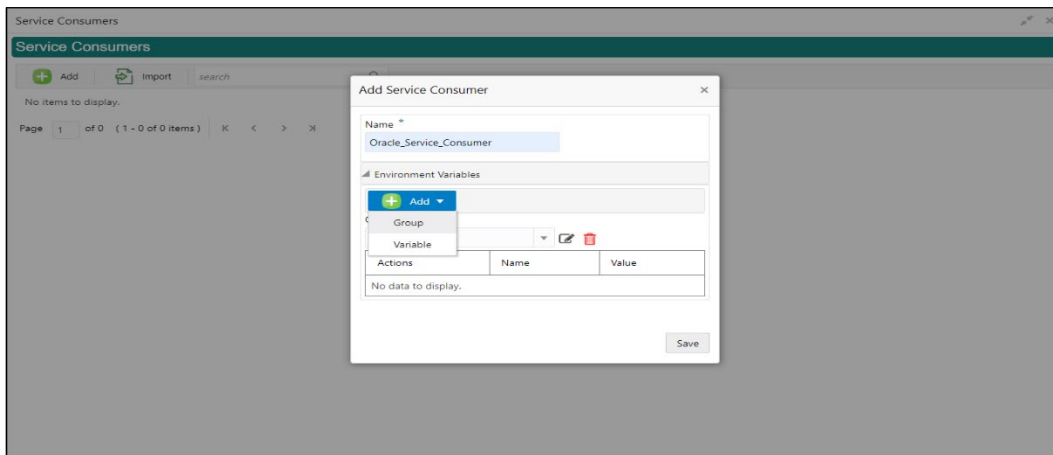 Service Consumers
Service Consumers
Add Import search
No items to display.
Page 1 of 0 (1 - 0 of 0 items)
Add Service Consumer
Name *
Oracle_Service_Consumer
Environment Variables
Add
Group
Variable
Actions Name Value
No data to display.
Save